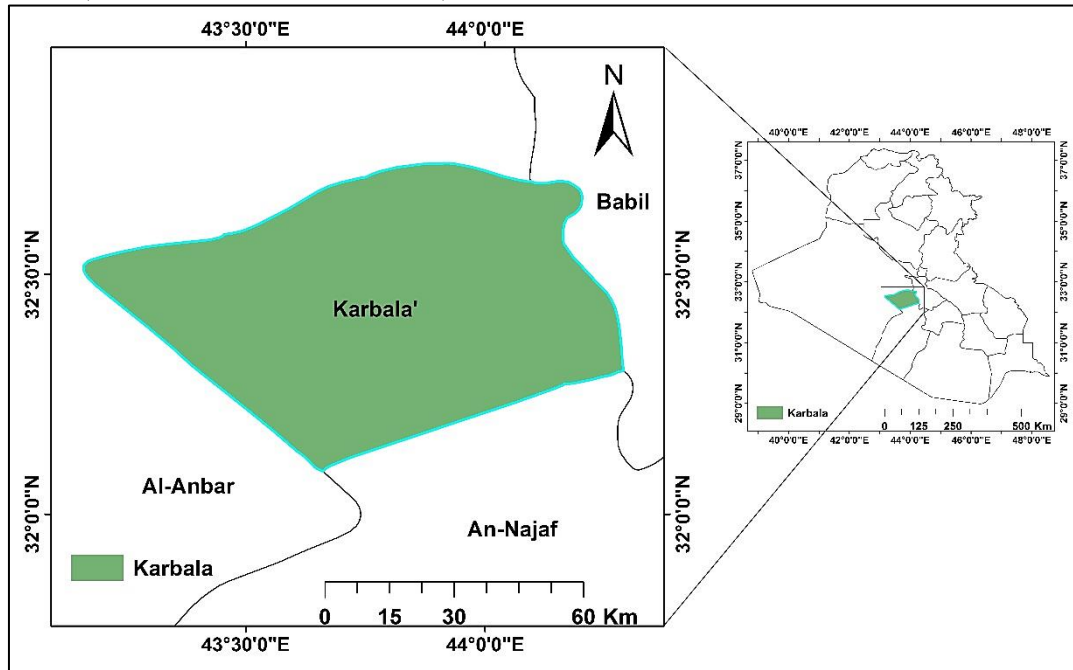 43°30'0"E 44°0'0"E
N
Babil
32°30'0"N 32°30'0"N
Karbala'
Al-Anbar
32°0'0"N 32°0'0"N
An-Najaf
Karbala
0 15 30 60 Km
43°30'0"E 44°0'0"E
40°0'0"E 42°0'0"E 44°0'0"E 46°0'0"E 48°0'0"E
37°0'0"N 37°0'0"N
35°0'0"N 35°0'0"N
33°0'0"N 33°0'0"N
31°0'0"N 31°0'0"N
29°0'0"N 29°0'0"N
Karbala
0 125 250 500 Km
40°0'0"E 42°0'0"E 44°0'0"E 46°0'0"E 48°0'0"E